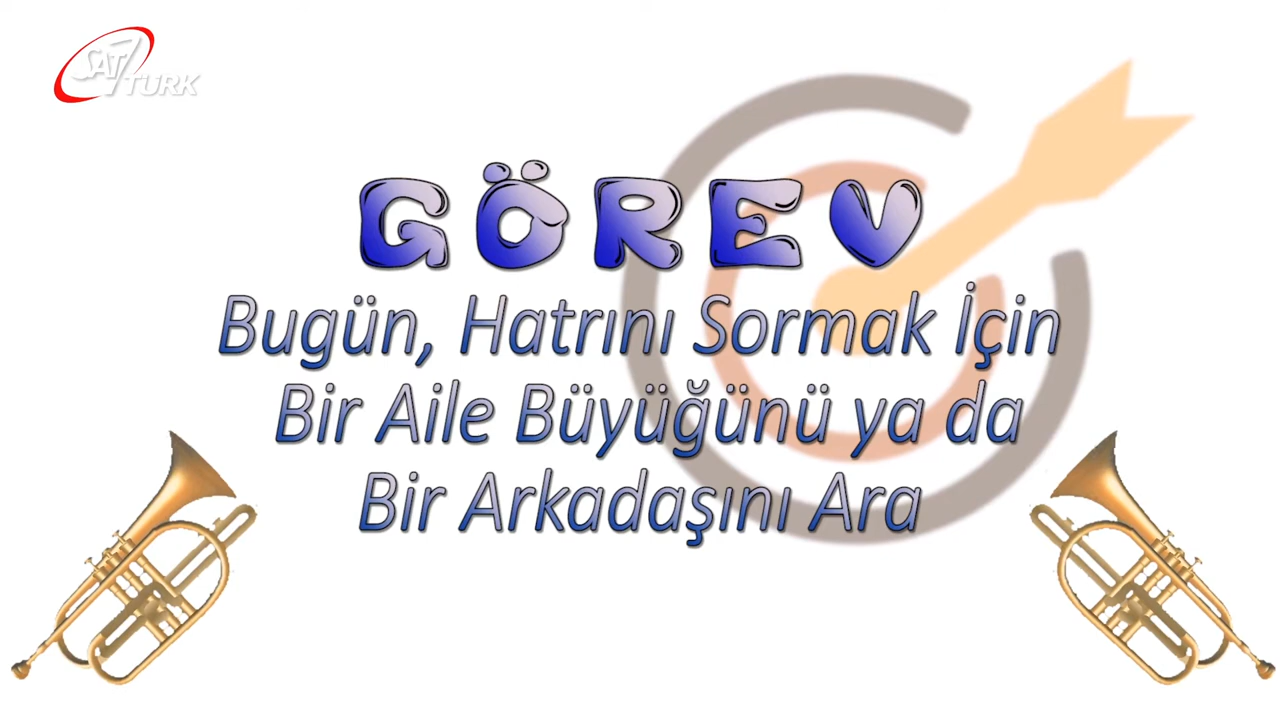 SAT7
TÜRK
GÖREV
Bugün, Hatrını Sormak İçin
Bir Aile Büyüğünü ya da
Bir Arkadaşını Ara